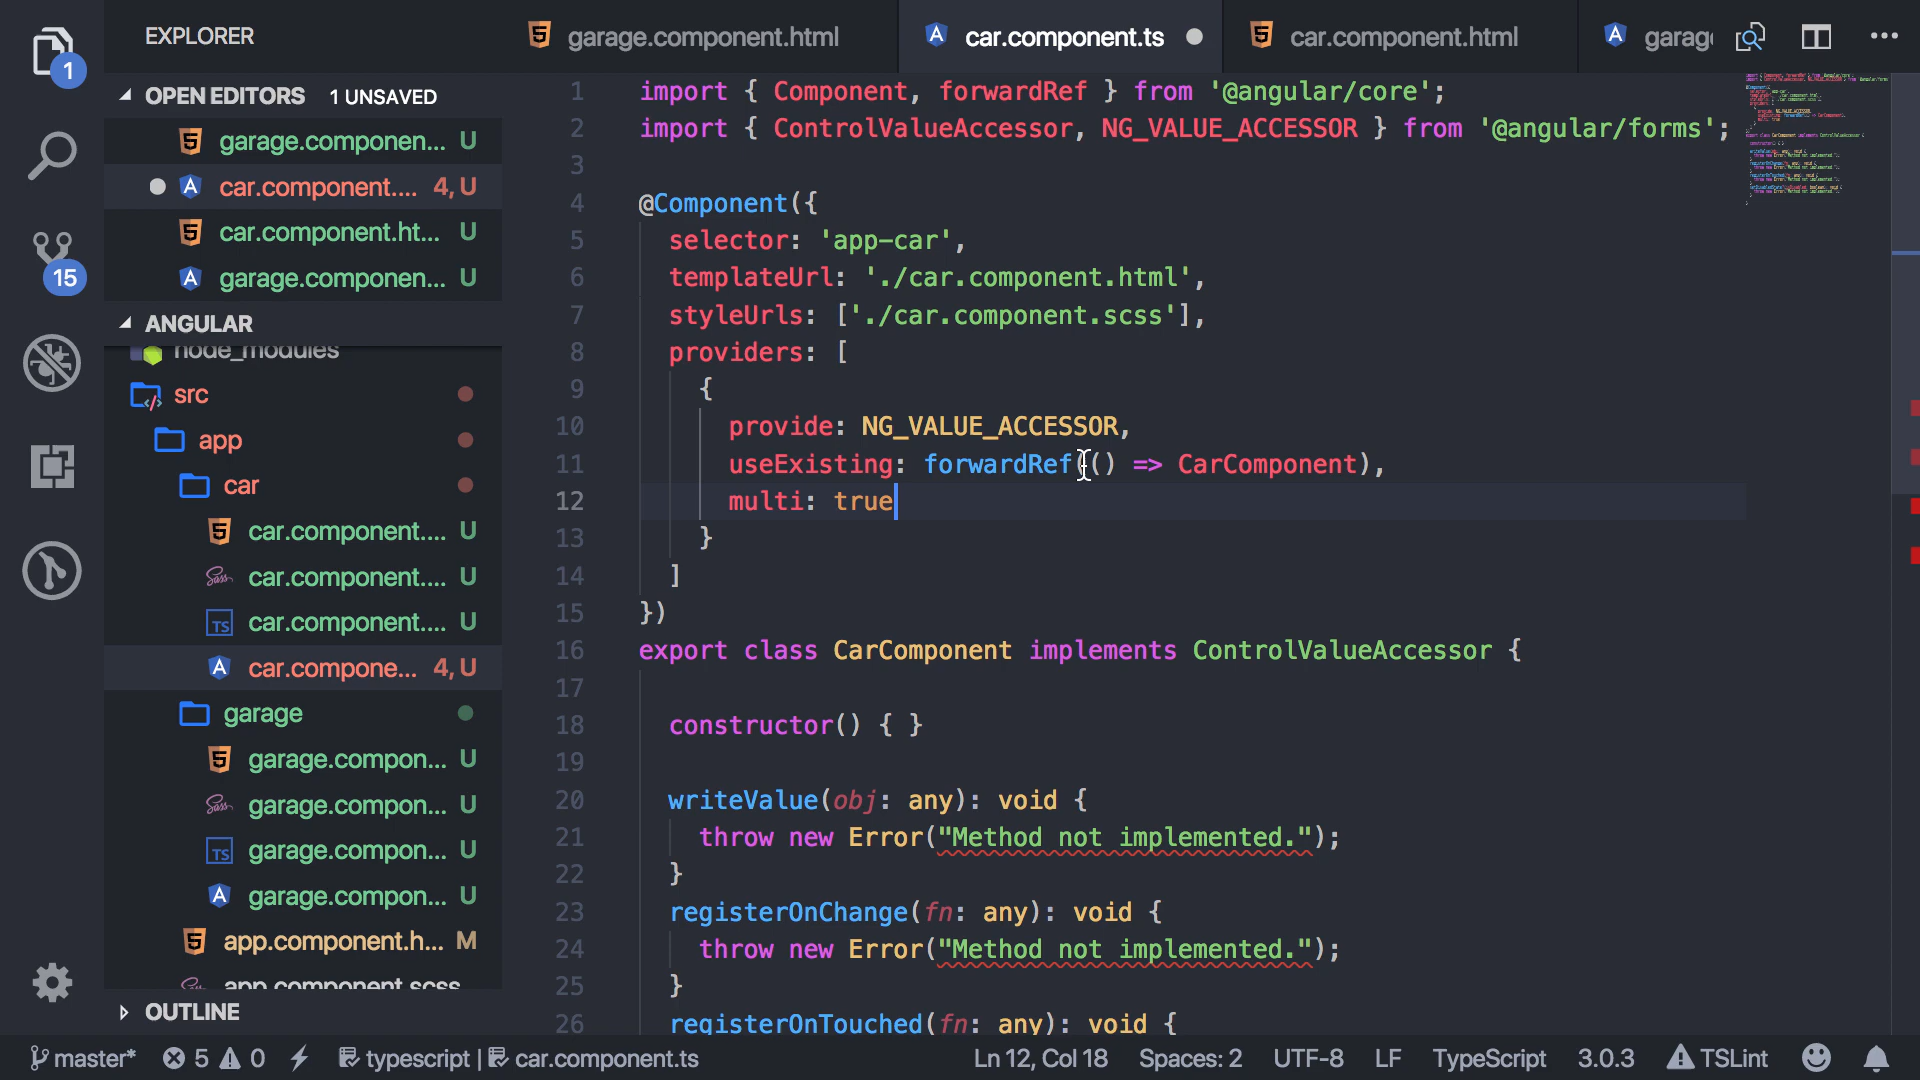 EXPLORER
garage.component.html
car.component.ts
car.component.html
garag
1
OPEN EDITORS 1 UNSAVED
garage.componen... U
car.component.... 4, U
car.component.ht... U
garage.componen... U
15
ANGULAR
node_modules
src
app
car
car.component.... U
car.component.... U
car.component.... U
car.compone... 4, U
garage
garage.compon... U
garage.compon... U
garage.compon... U
garage.compon... U
app.component.h... M
app.component.scss
OUTLINE
1 import { Component, forwardRef } from '@angular/core';
2 import { ControlValueAccessor, NG_VALUE_ACCESSOR } from '@angular/forms';
3
4 @Component({
5 selector: 'app-car',
6 templateUrl: './car.component.html',
7 styleUrls: ['./car.component.scss'],
8 providers: [
9 {
10 provide: NG_VALUE_ACCESSOR,
11 useExisting: forwardRef(() => CarComponent),
12 multi: true
13 }
14 ]
15 })
16 export class CarComponent implements ControlValueAccessor {
17
18 constructor() { }
19
20 writeValue(obj: any): void {
21 throw new Error("Method not implemented.");
22 }
23 registerOnChange(fn: any): void {
24 throw new Error("Method not implemented.");
25 }
26 registerOnTouched(fn: any): void {
master* 5 0 typescript | car.component.ts Ln 12, Col 18 Spaces: 2 UTF-8 LF TypeScript 3.0.3 TSLint